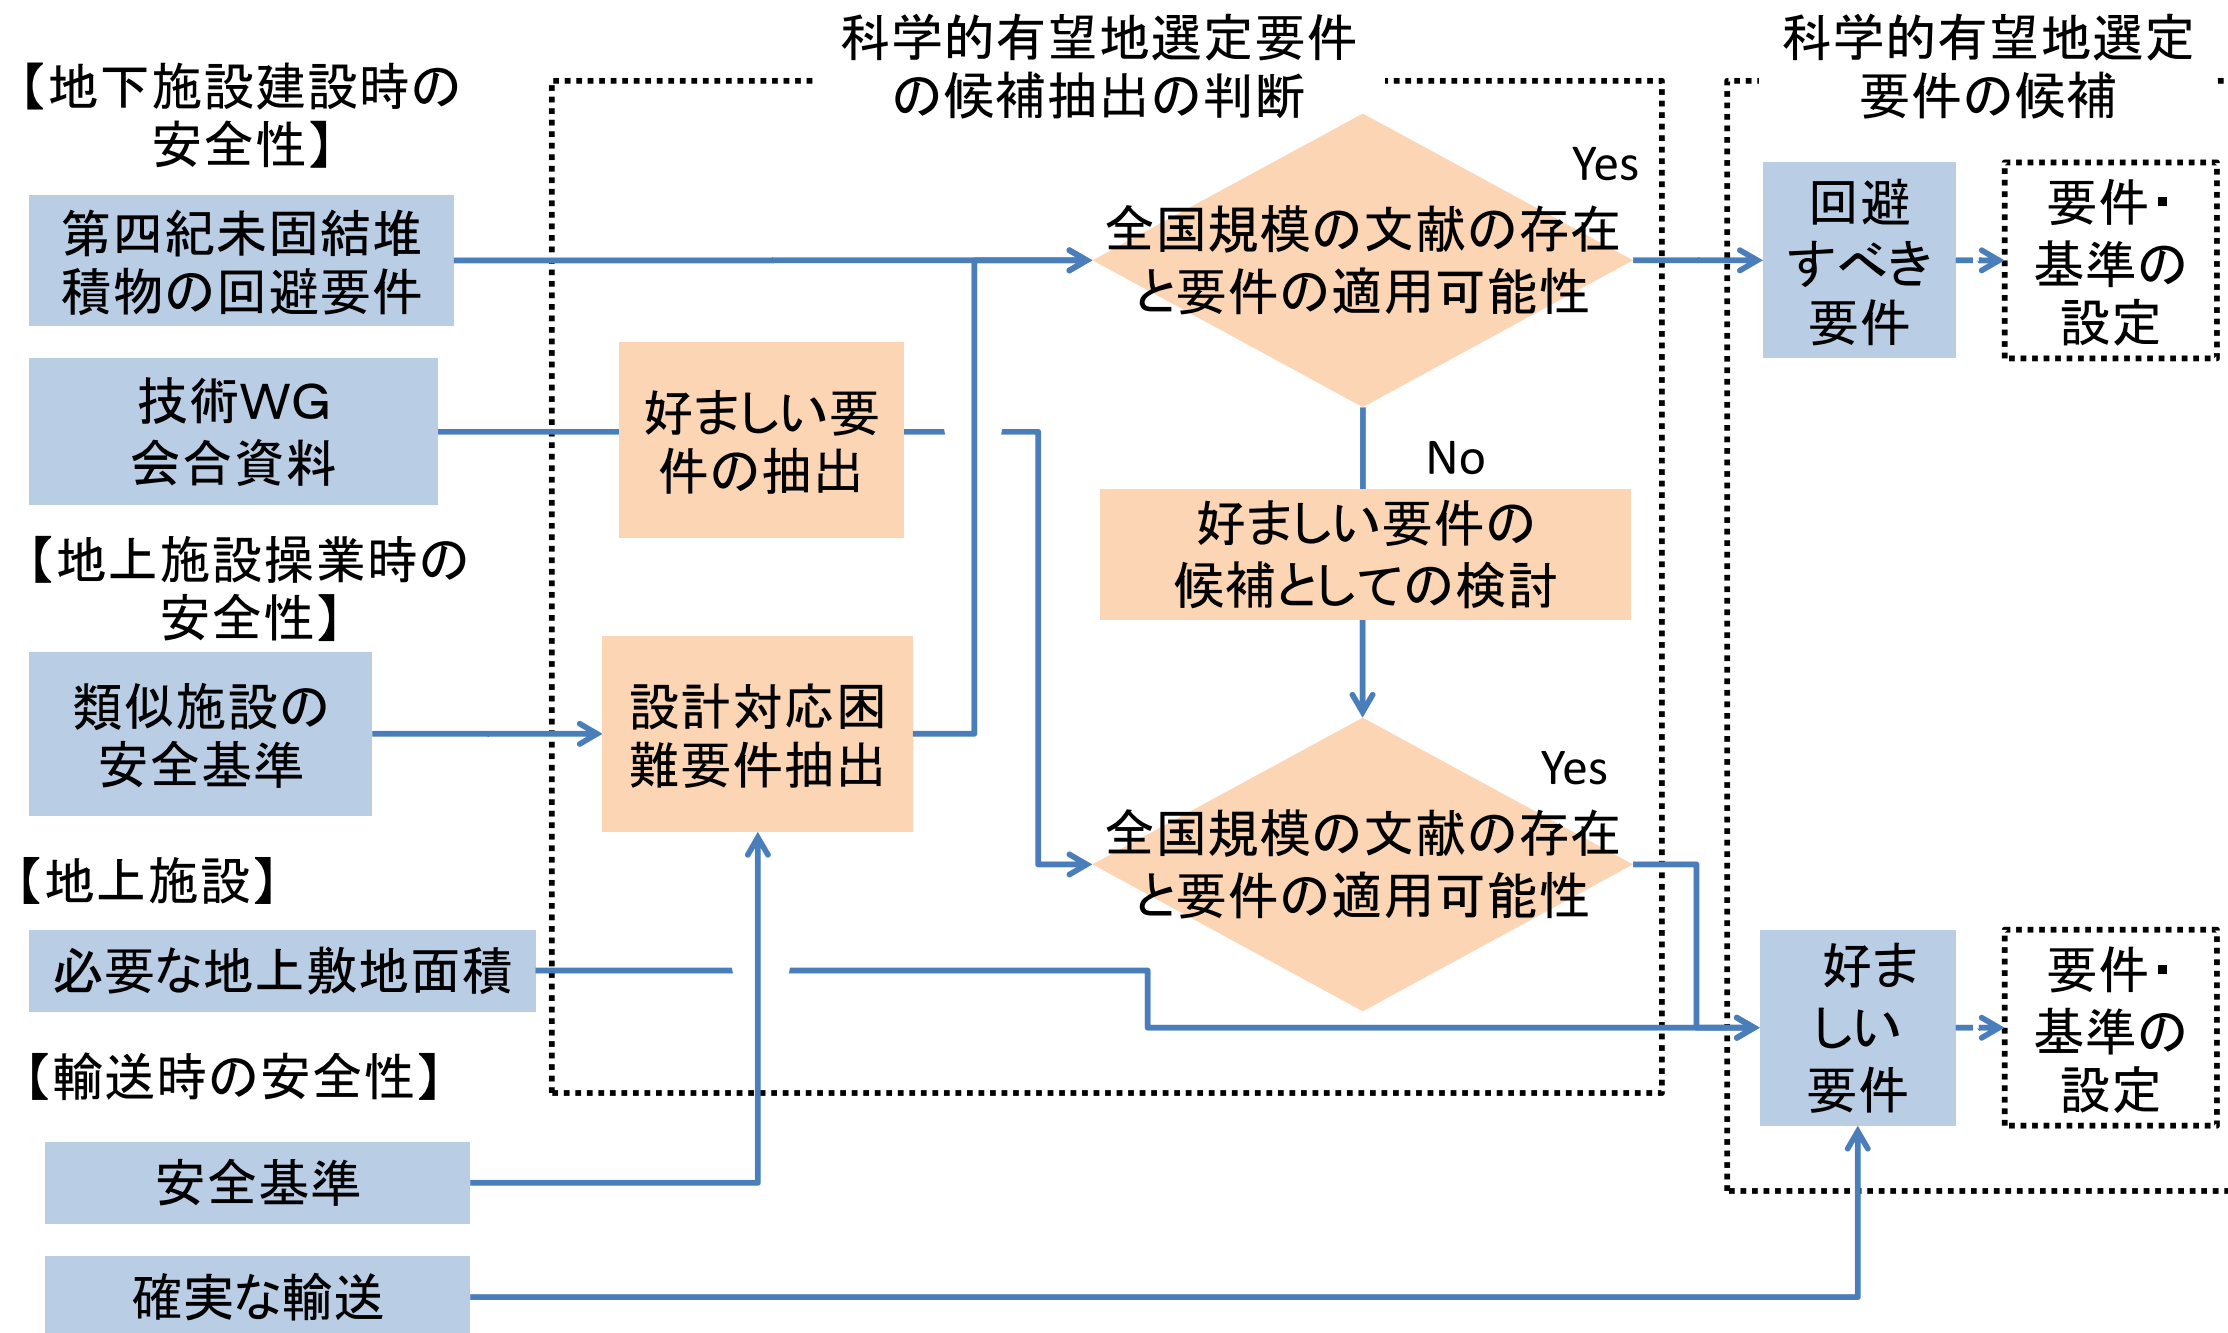 科学的有望地選定要件
の候補抽出の判断
科学的有望地選定
要件の候補
【地下施設建設時の
安全性】
第四紀未固結堆
積物の回避要件
技術WG
会合資料
【地上施設操業時の
安全性】
類似施設の
安全基準
【地上施設】
必要な地上敷地面積
【輸送時の安全性】
安全基準
確実な輸送
好ましい要
件の抽出
設計対応困
難要件抽出
全国規模の文献の存在
と要件の適用可能性
Yes
No
好ましい要件の
候補としての検討
全国規模の文献の存在
と要件の適用可能性
Yes
回避
すべき
要件
要件・
基準の
設定
好ま
しい
要件
要件・
基準の
設定